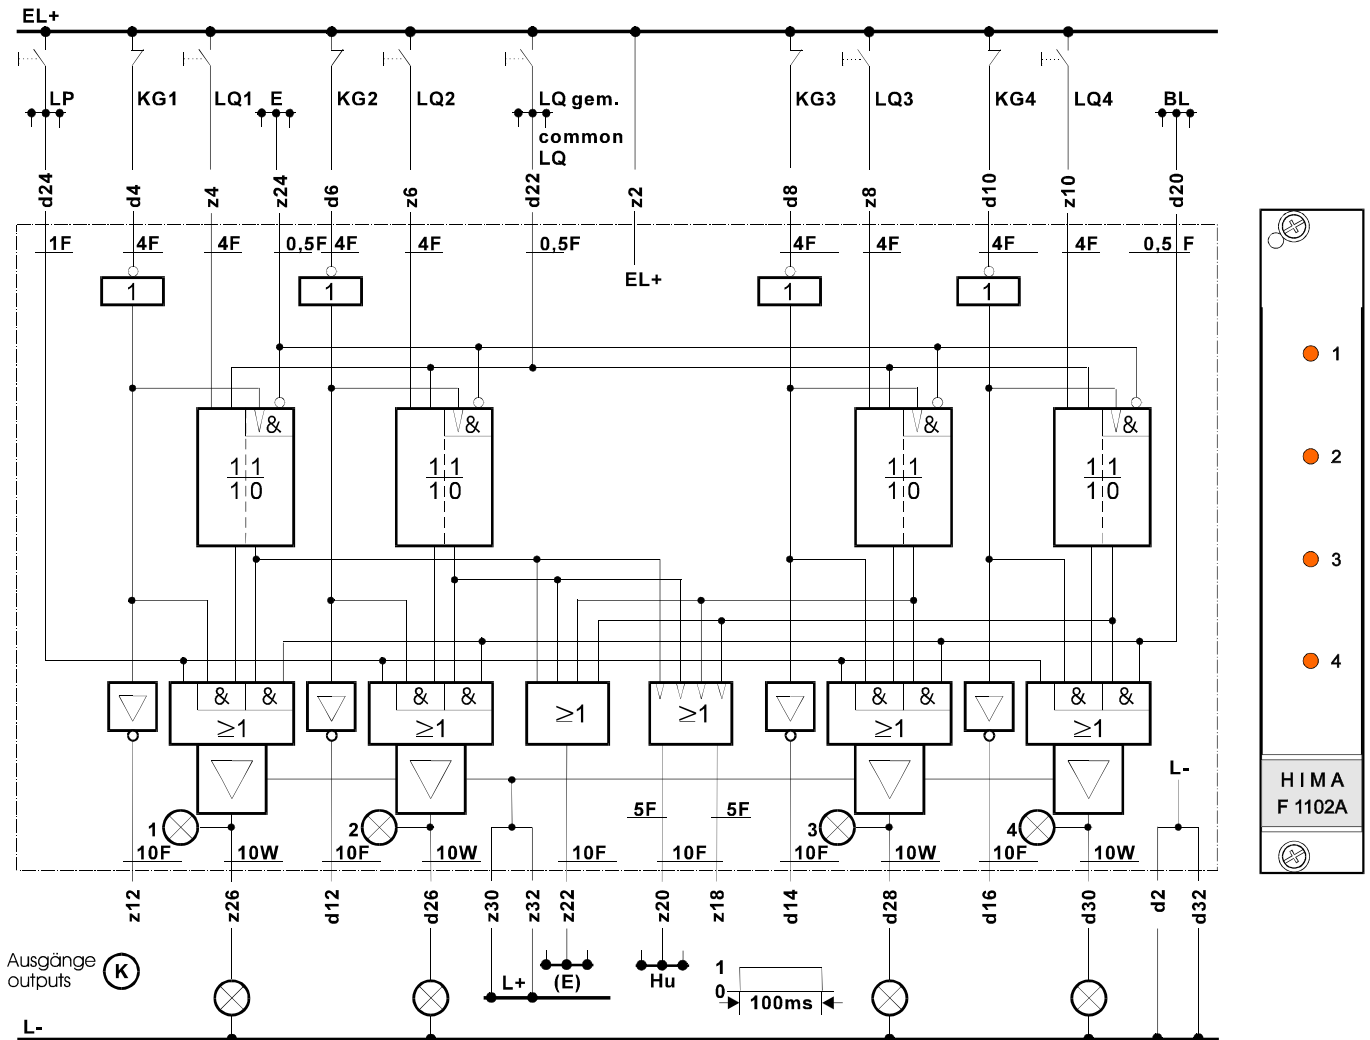 EL+
LP KG1 LQ1 E KG2 LQ2 LQ gem. KG3 LQ3 KG4 LQ4 BL
common
LQ
d24 d4 z4 z24 d6 z6 d22 z2 d8 z8 d10 z10 d20
1F 4F 4F 0,5F 4F 4F 0,5F 4F 4F 4F 4F 0,5 F
EL+
1 1 1 1
& & & &
1 1 1 1 1 1 1 1
1 0 1 0 1 0 1 0
& & & & & & & &
≥1 ≥1 ≥1 ≥1 ≥1 ≥1
L-
5F 5F
1 2 3 4
10F 10W 10F 10W 10F 10F 10F 10W 10F 10W
z12 z26 d12 d26 z30 z32 z22 z20 z18 d14 d28 d16 d30 d2 d32
Ausgänge
outputs
K
L+ (E) Hu
1
0
100ms
L-
1
2
3
4
HIMA
F 1102A